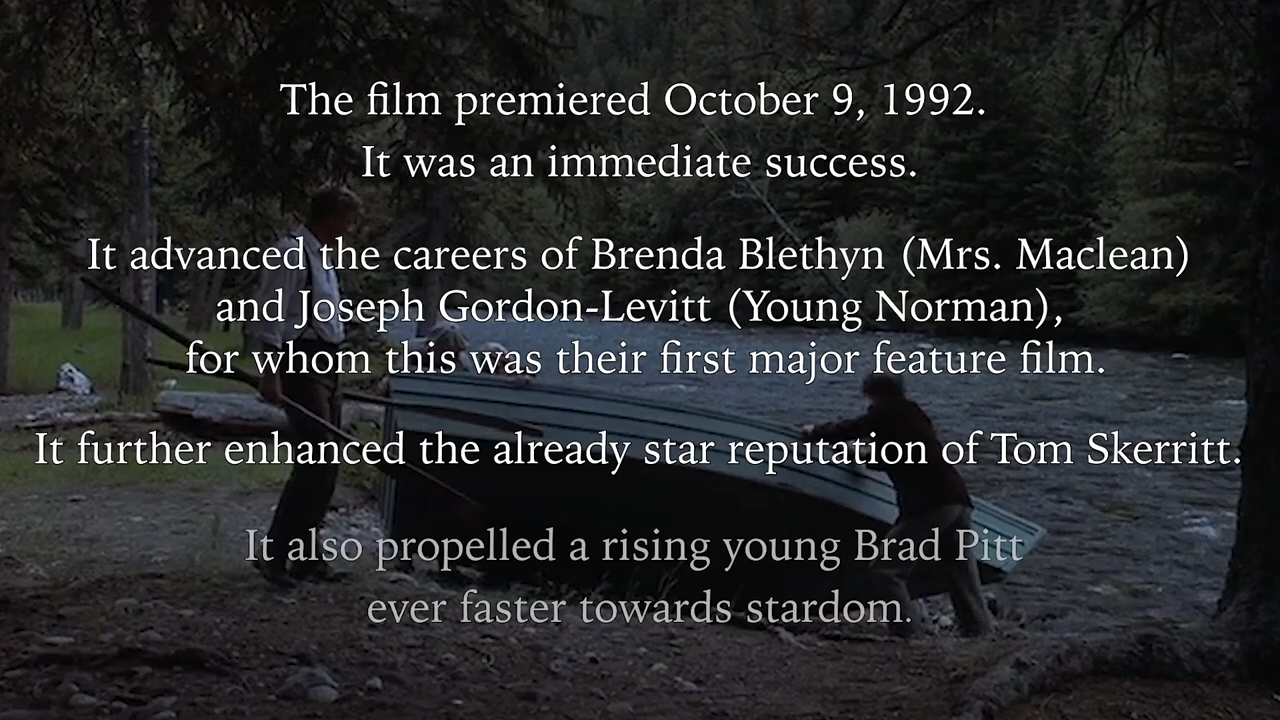 The film premiered October 9, 1992.
It was an immediate success.
It advanced the careers of Brenda Blethyn (Mrs. Maclean)
and Joseph Gordon-Levitt (Young Norman),
for whom this was their first major feature film.
It further enhanced the already star reputation of Tom Skerritt.
It also propelled a rising young Brad Pitt
ever faster towards stardom.